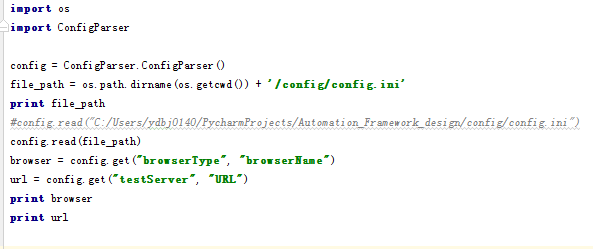 import os
import ConfigParser
config = ConfigParser.ConfigParser()
file_path = os.path.dirname(os.getcwd()) + '/config/config.ini'
print file_path
#config.read("C:/Users/ydbj0140/PycharmProjects/Automation_Framework_design/config/config.ini")
config.read(file_path)
browser = config.get("browserType", "browserName")
url = config.get("testServer", "URL")
print browser
print url